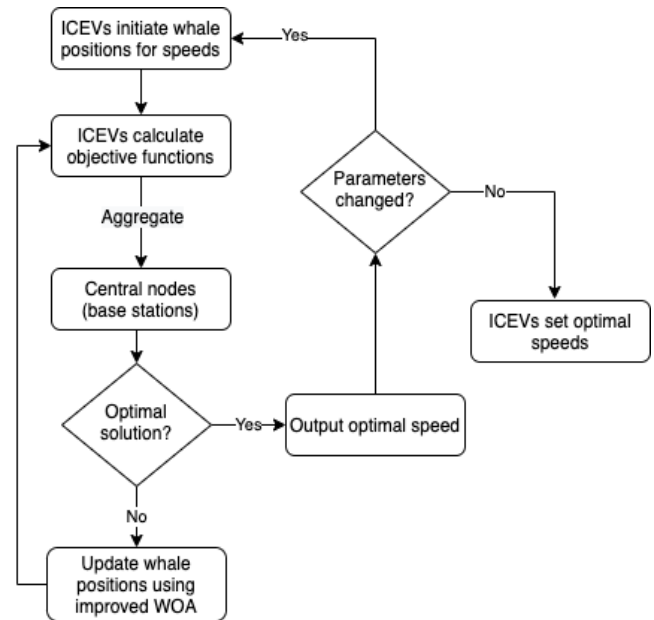 ICEVs initiate whale
positions for speeds
Yes
ICEVs calculate
objective functions
Parameters
changed?
No
Aggregate
Central nodes
(base stations)
ICEVs set optimal
speeds
Optimal
solution?
Yes
Output optimal speed
No
Update whale
positions using
improved WOA